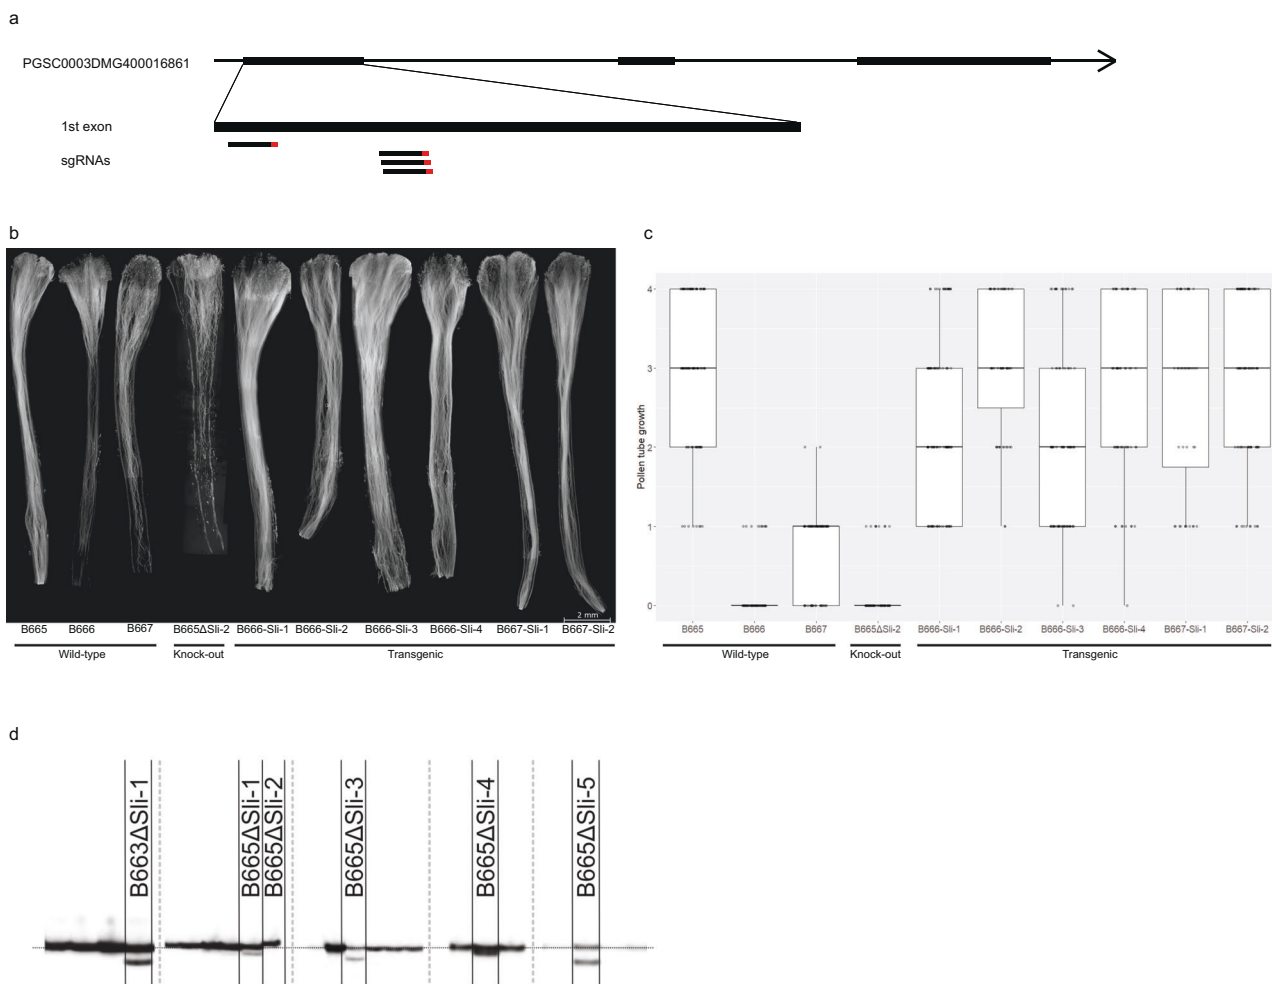 a
PGSC0003DMG400016861
1st exon
sgRNAs
b
2 mm
B665 B666 B667 B665ΔSli-2 B666-Sli-1 B666-Sli-2 B666-Sli-3 B666-Sli-4 B667-Sli-1 B667-Sli-2
Wild-type Knock-out Transgenic
c
Pollen tube growth
4
3
2
1
0
B665 B666 B667 B665ΔSli-2 B666-Sli-1 B666-Sli-2 B666-Sli-3 B666-Sli-4 B667-Sli-1 B667-Sli-2
Wild-type Knock-out Transgenic
d
B663ΔSli-1
B665ΔSli-1
B665ΔSli-2
B665ΔSli-3
B665ΔSli-4
B665ΔSli-5